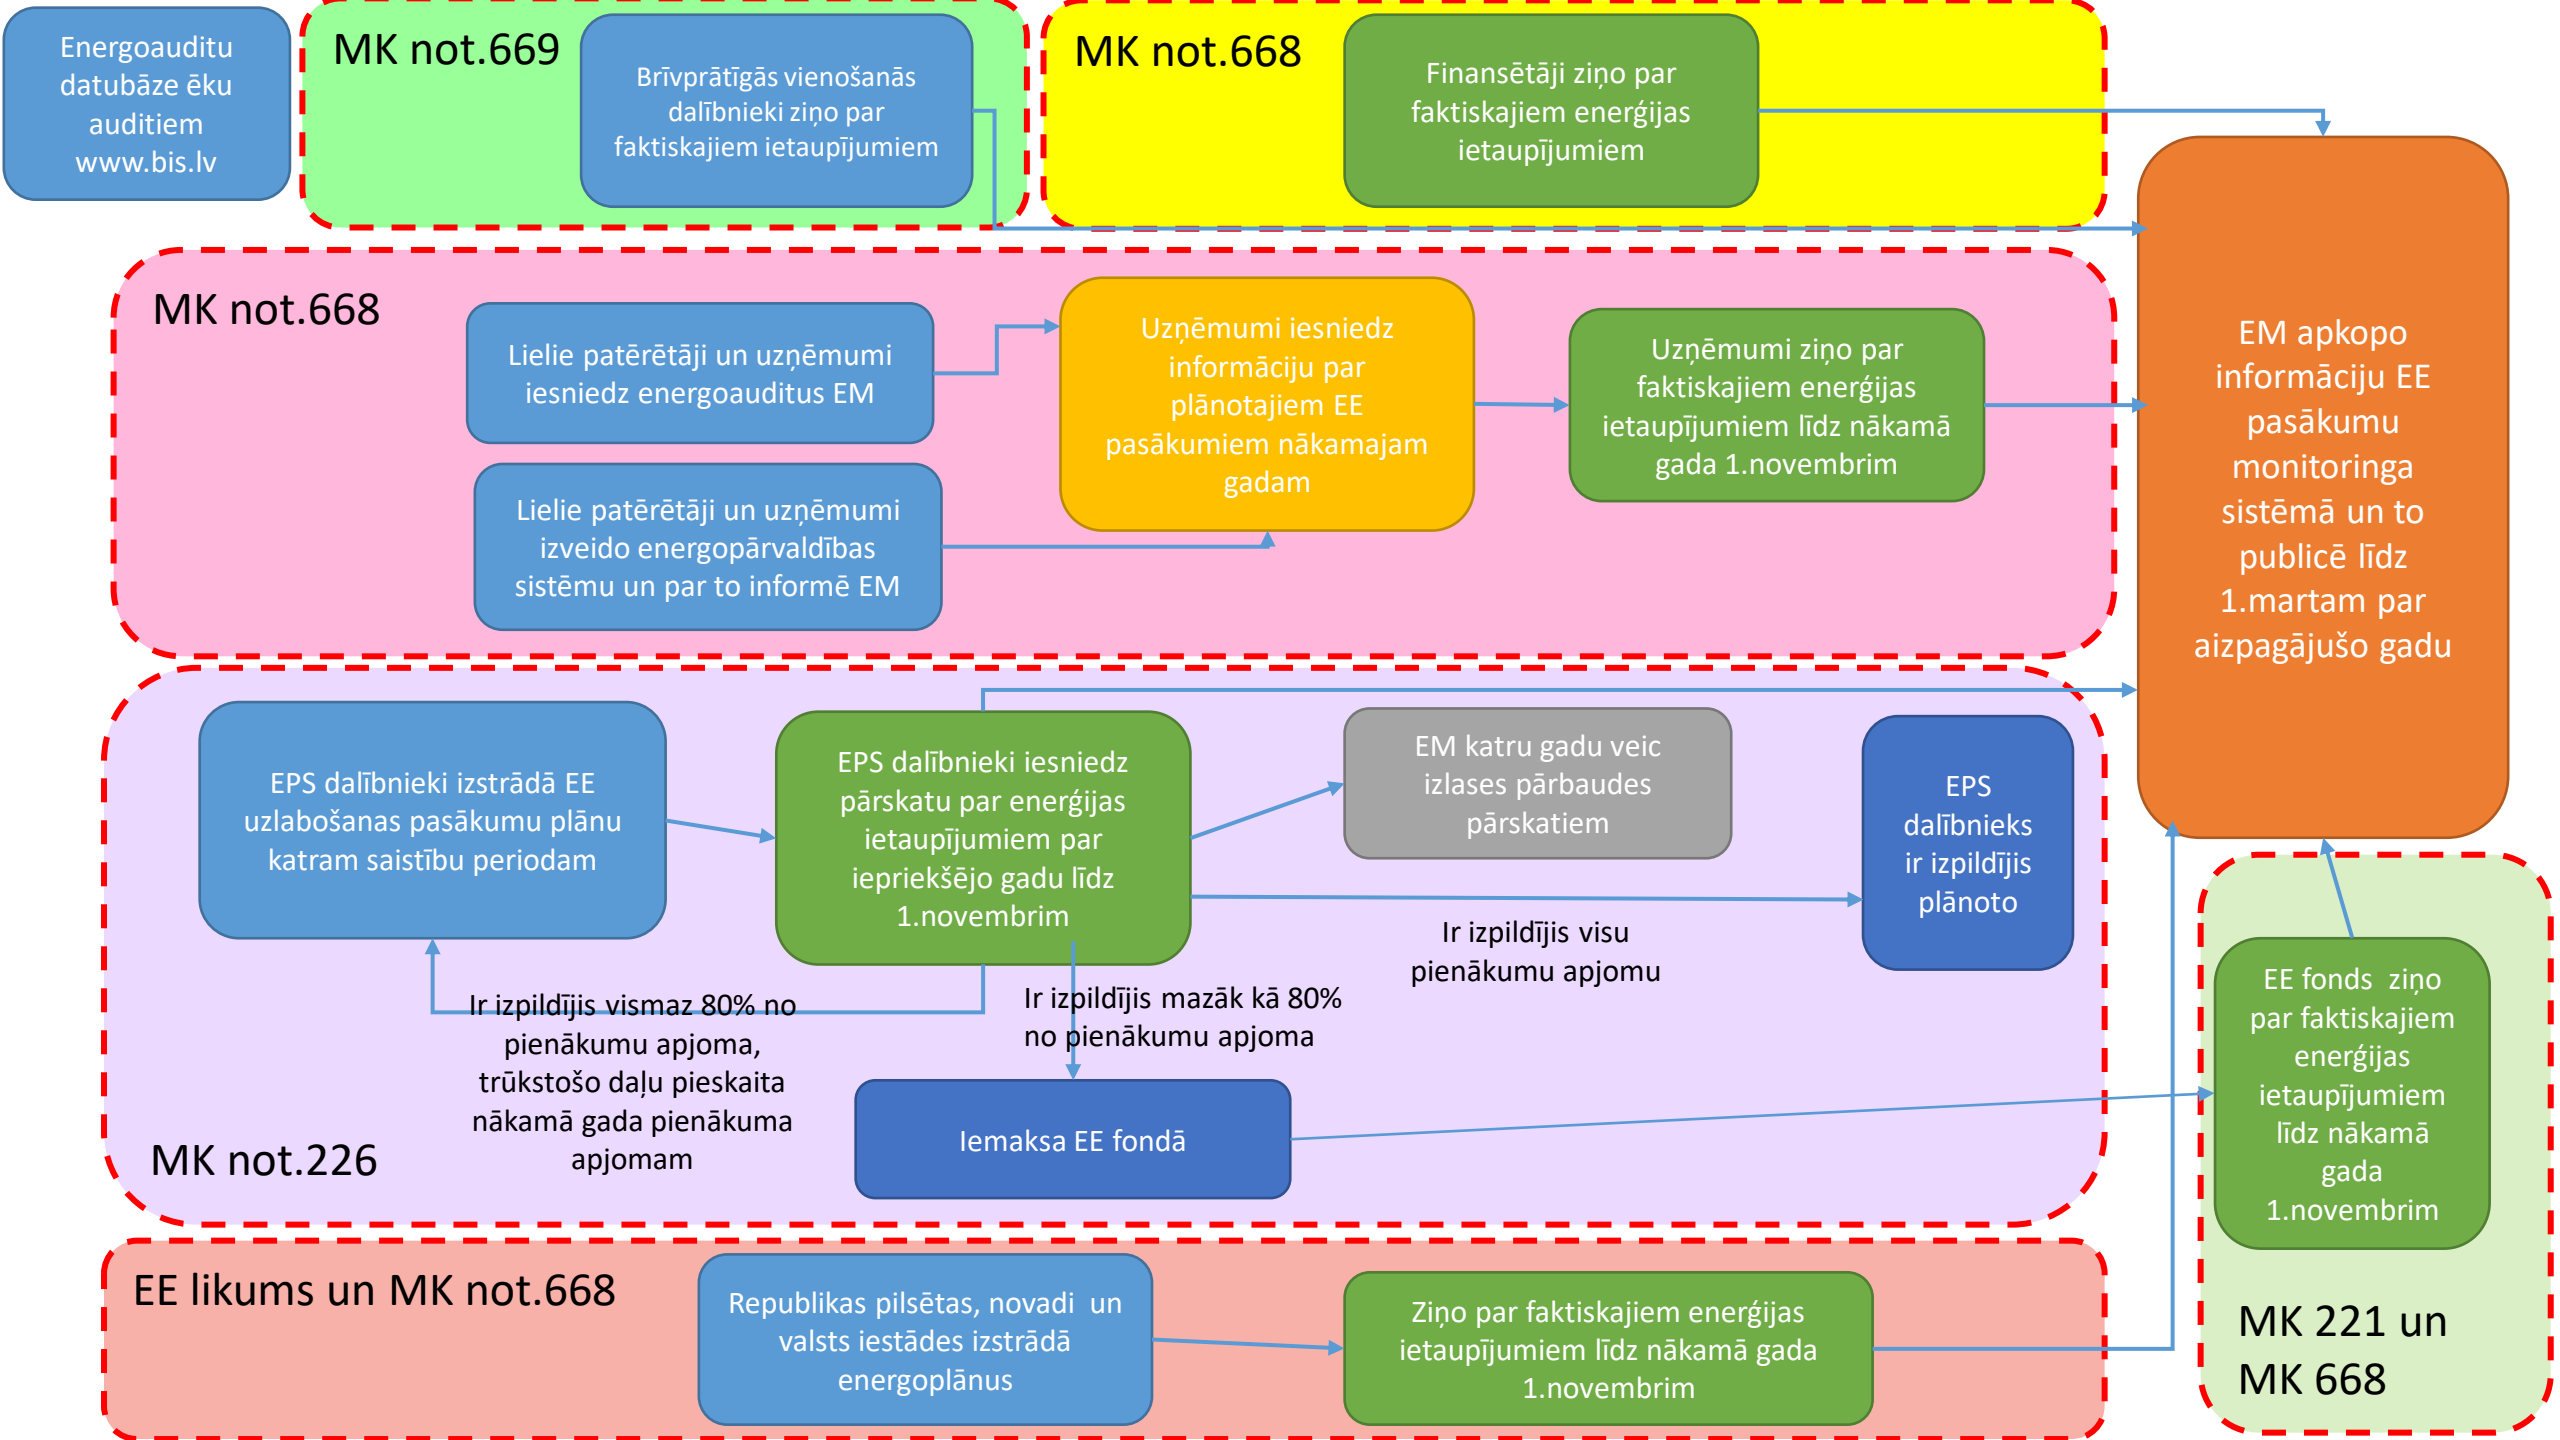 Energoauditu
datubāze ēku
auditiem
www.bis.lv
MK not.669
Brīvprātīgās vienošanās
dalībnieki ziņo par
faktiskajiem ietaupījumiem
MK not.668
Finansētāji ziņo par
faktiskajiem enerģijas
ietaupījumiem
MK not.668
Lielie patērētāji un uzņēmumi
iesniedz energoauditus EM
Lielie patērētāji un uzņēmumi
izveido energopārvaldības
sistēmu un par to informē EM
Uzņēmumi iesniedz
informāciju par
plānotajiem EE
pasākumiem nākamajam
gadam
Uzņēmumi ziņo par
faktiskajiem enerģijas
ietaupījumiem līdz nākamā
gada 1.novembrim
EM apkopo
informāciju EE
pasākumu
monitoringa
sistēmā un to
publicē līdz
1.martam par
aizpagājušo gadu
EPS dalībnieki izstrādā EE
uzlabošanas pasākumu plānu
katram saistību periodam
EPS dalībnieki iesniedz
pārskatu par enerģijas
ietaupījumiem par
iepriekšējo gadu līdz
1.novembrim
EM katru gadu veic
izlases pārbaudes
pārskatiem
EPS
dalībnieks
ir izpildījis
plānoto
Ir izpildījis visu
pienākumu apjomu
Ir izpildījis vismaz 80% no
pienākumu apjoma,
trūkstošo daļu pieskaita
nākamā gada pienākuma
apjomam
Ir izpildījis mazāk kā 80%
no pienākumu apjoma
Iemaksa EE fondā
MK not.226
EE fonds  ziņo
par faktiskajiem
enerģijas
ietaupījumiem
līdz nākamā
gada
1.novembrim
MK 221 un
MK 668
EE likums un MK not.668
Republikas pilsētas, novadi  un
valsts iestādes izstrādā
energoplānus
Ziņo par faktiskajiem enerģijas
ietaupījumiem līdz nākamā gada
1.novembrim